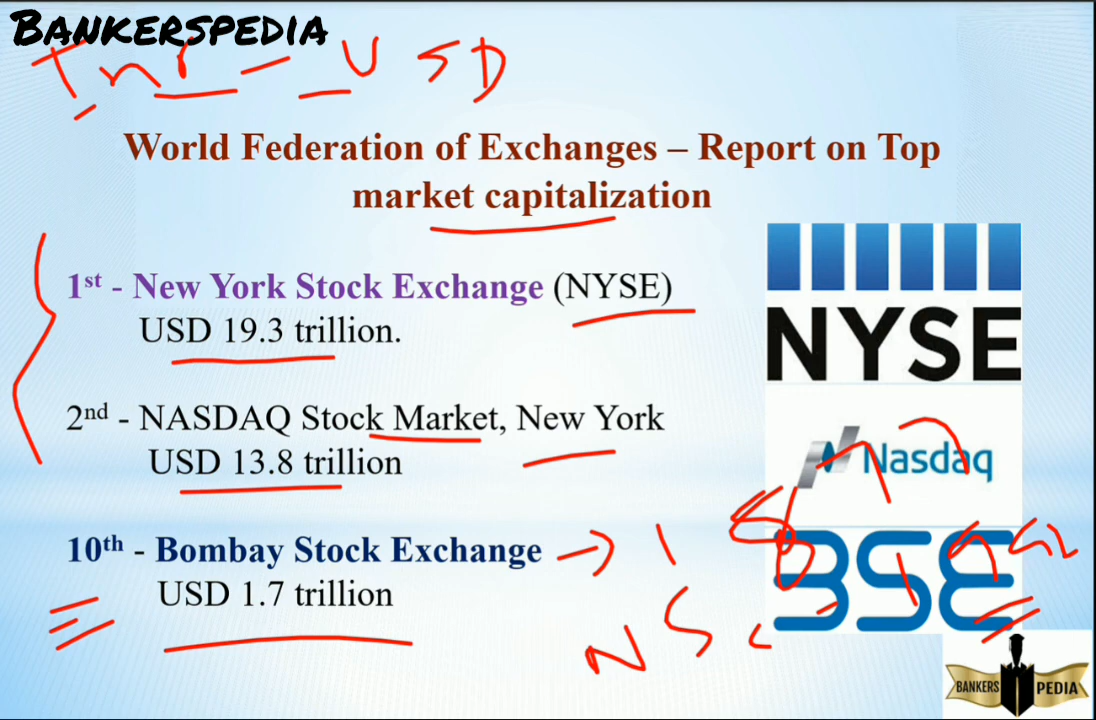 BANKERSPEDIA
Inr - USD
World Federation of Exchanges – Report on Top
market capitalization
1st - New York Stock Exchange (NYSE)
USD 19.3 trillion.
2nd - NASDAQ Stock Market, New York
USD 13.8 trillion
10th - Bombay Stock Exchange
USD 1.7 trillion
NYSE
Nasdaq
BSE
NSE
BANKERS PEDIA